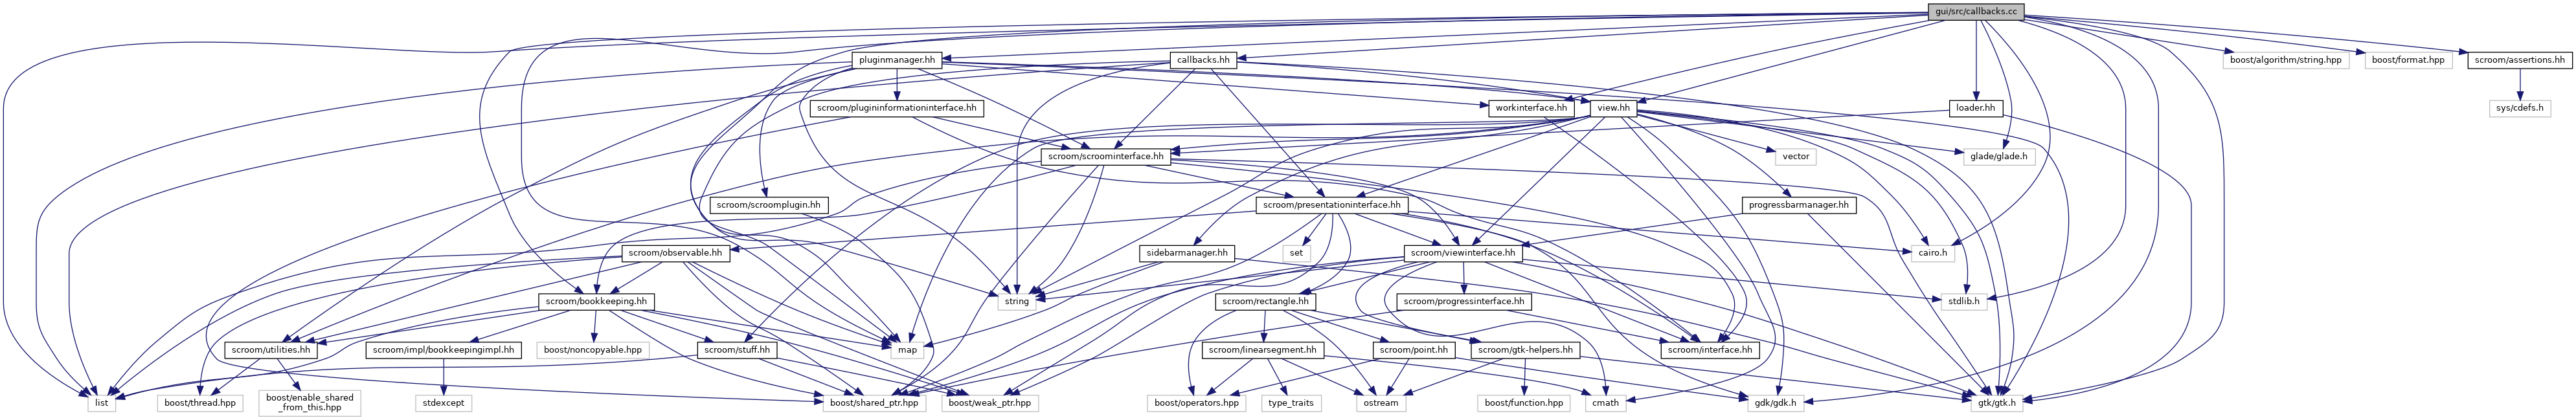 gui/src/callbacks.cc
pluginmanager.hh
callbacks.hh
boost/algorithm/string.hpp
boost/format.hpp
scroom/assertions.hh
scroom/plugininformationinterface.hh
workinterface.hh
view.hh
loader.hh
sys/cdefs.h
scroom/scroominterface.hh
vector
glade/glade.h
scroom/scroomplugin.hh
scroom/presentationinterface.hh
progressbarmanager.hh
scroom/observable.hh
sidebarmanager.hh
set
scroom/viewinterface.hh
cairo.h
scroom/bookkeeping.hh
string
scroom/rectangle.hh
scroom/progressinterface.hh
stdlib.h
scroom/utilities.hh
scroom/impl/bookkeepingimpl.hh
boost/noncopyable.hpp
scroom/stuff.hh
map
scroom/linearsegment.hh
scroom/point.hh
scroom/gtk-helpers.hh
scroom/interface.hh
list
boost/thread.hpp
boost/enable_shared
_from_this.hpp
stdexcept
boost/shared_ptr.hpp
boost/weak_ptr.hpp
boost/operators.hpp
type_traits
ostream
boost/function.hpp
cmath
gdk/gdk.h
gtk/gtk.h